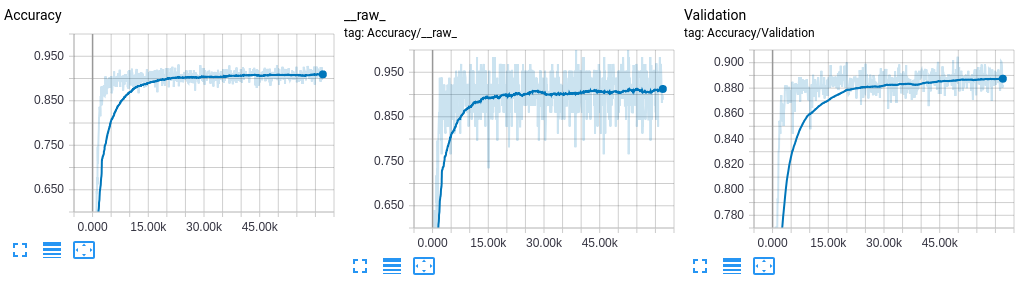 Accuracy
0.950
0.850
0.750
0.650
0.000 15.00k 30.00k 45.00k
__raw_
tag: Accuracy/__raw_
0.950
0.850
0.750
0.650
0.000 15.00k 30.00k 45.00k
Validation
tag: Accuracy/Validation
0.900
0.880
0.860
0.840
0.820
0.800
0.780
0.000 15.00k 30.00k 45.00k